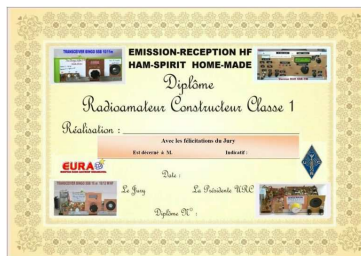 EMISSION-RECEPTION HF
HAM-SPIRIT HOME-MADE
Diplôme
Radioamateur Constructeur Classe 1
Réalisation :
Avec les félicitations du Jury
Est décerné à M. Indicatif :
EURAO
Date :
Le Jury La Présidente URC
Diplôme N° :